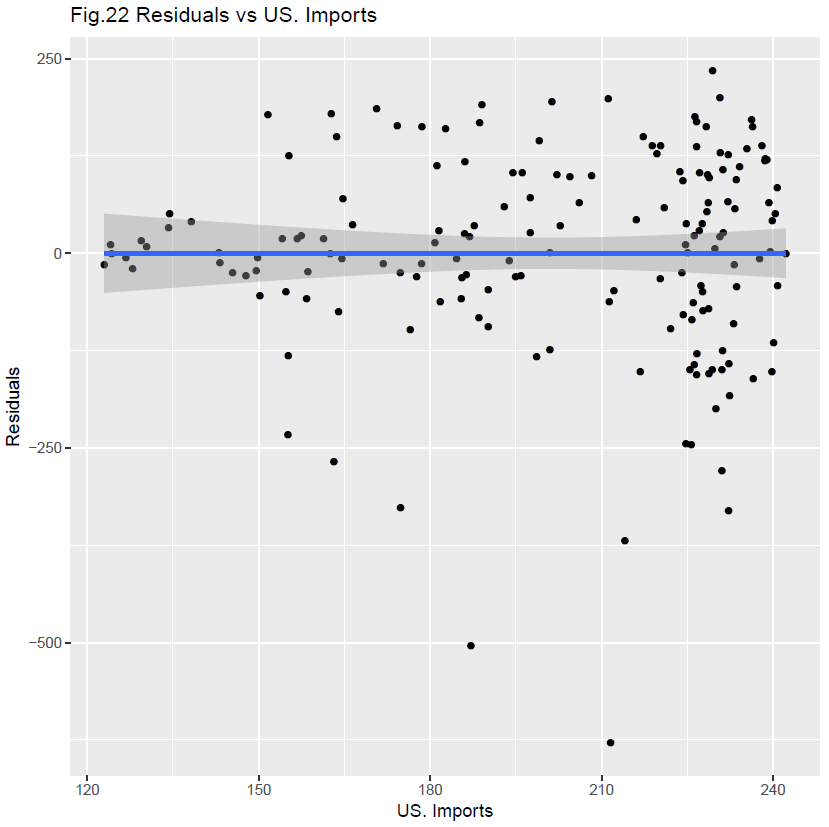 Fig.22 Residuals vs US. Imports
250
0
−250
−500
Residuals
120 150 180 210 240
US. Imports